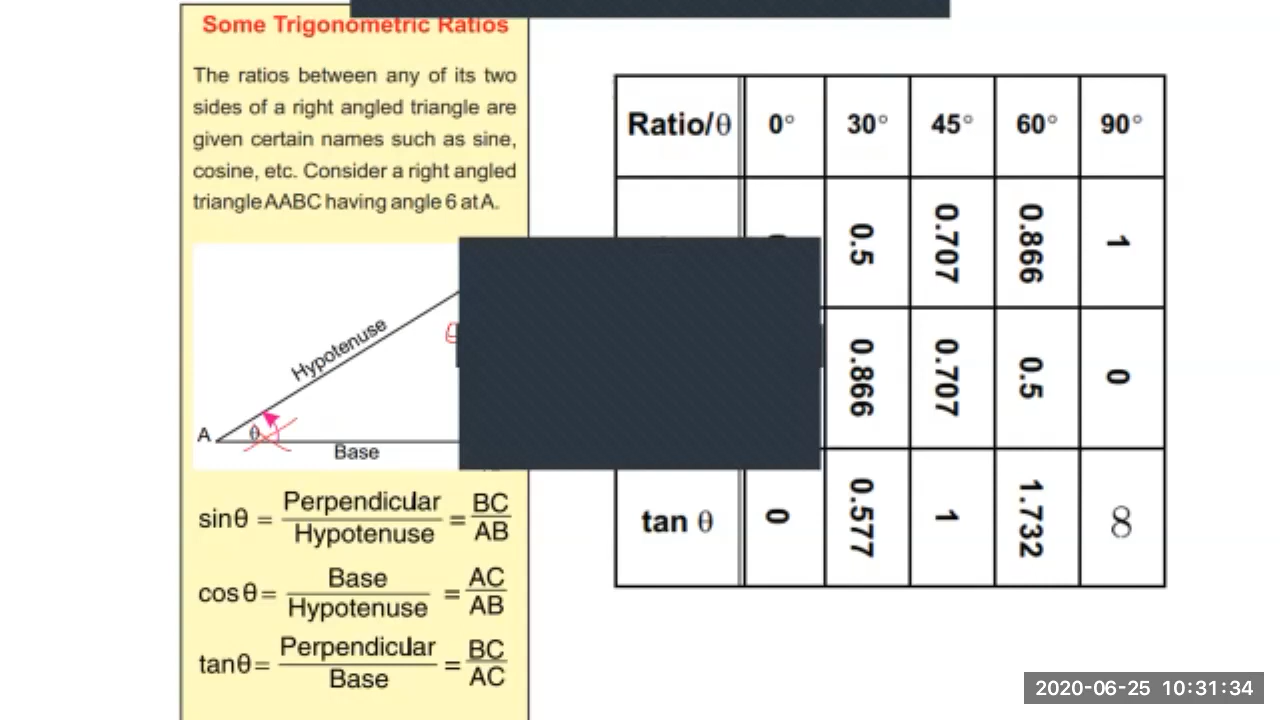 Some Trigonometric Ratios
The ratios between any of its two
sides of a right angled triangle are
given certain names such as sine,
cosine, etc. Consider a right angled
triangle AABC having angle 6 at A.
Hypotenuse
A θ
Base
sinθ = Perpendicular / Hypotenuse = BC / AB
cosθ = Base / Hypotenuse = AC / AB
tanθ = Perpendicular / Base = BC / AC
Ratio/θ 0° 30° 45° 60° 90°
0.5 0.707 0.866 1
0.866 0.707 0.5 0
tan θ 0 0.577 1 1.732 ∞
2020-06-25 10:31:34